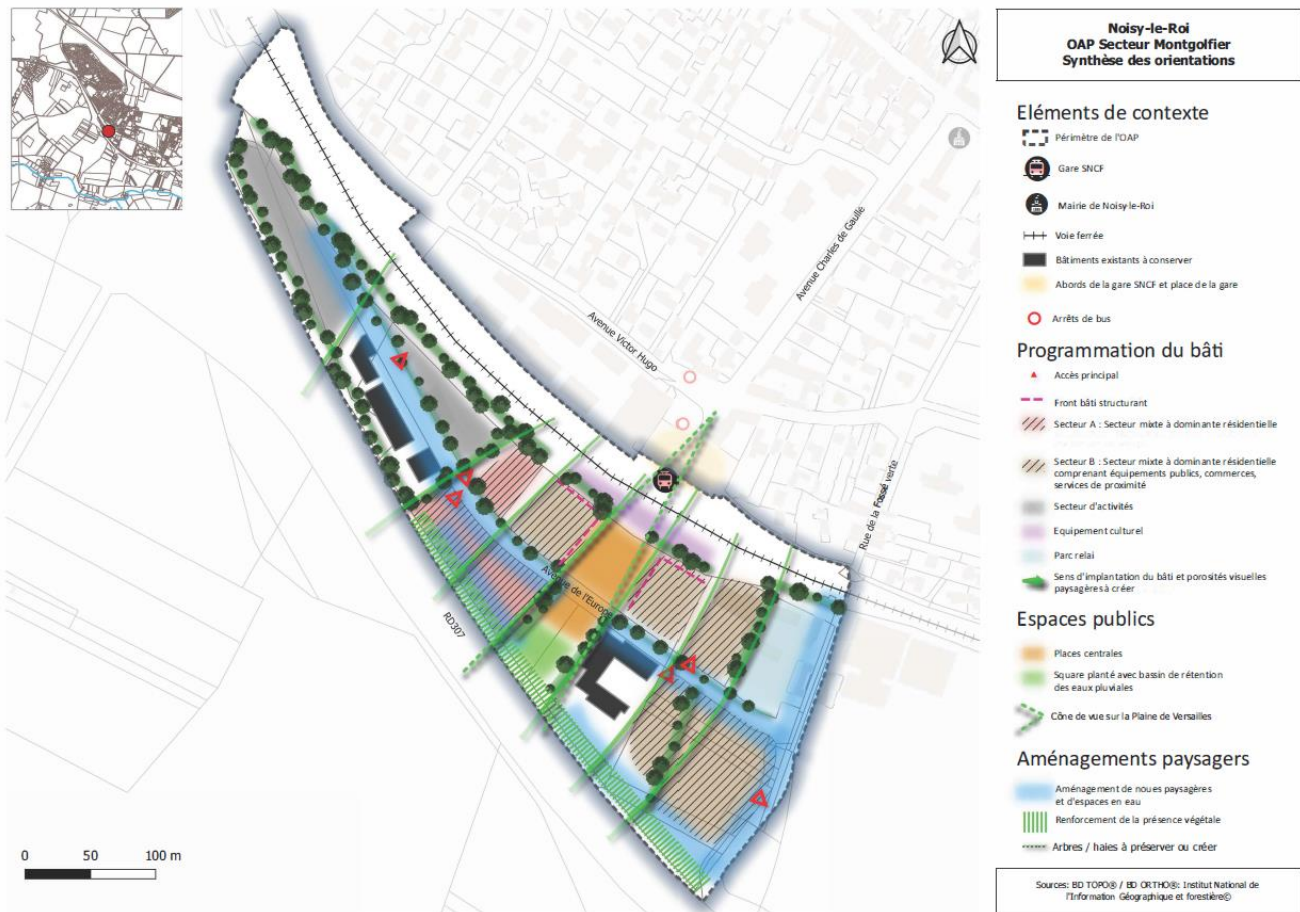 Noisy-le-Roi
OAP Secteur Montgolfier
Synthèse des orientations
Eléments de contexte
Périmètre de l'OAP
Gare SNCF
Mairie de Noisy-le-Roi
Voie ferrée
Bâtiments existants à conserver
Abords de la gare SNCF et place de la gare
Arrêts de bus
Programmation du bâti
Accès principal
Front bâti structurant
Secteur A : Secteur mixte à dominante résidentielle
Secteur B : Secteur mixte à dominante résidentielle
comprenant équipements publics, commerces,
services de proximité
Secteur d'activités
Equipement culturel
Parc relai
Sens d'implantation du bâti et porosités visuelles
paysagères à créer
Espaces publics
Places centrales
Square planté avec bassin de rétention
des eaux pluviales
Cône de vue sur la Plaine de Versailles
Aménagements paysagers
Aménagement de noues paysagères
et d'espaces en eau
Renforcement de la présence végétale
Arbres / haies à préserver ou créer
Sources: BD TOPO® / BD ORTHO®: Institut National de
l'Information Géographique et forestière©
Avenue Charles de Gaulle
Avenue Victor Hugo
Rue de la Fossé verte
Avenue de l'Europe
RD307
0 50 100 m